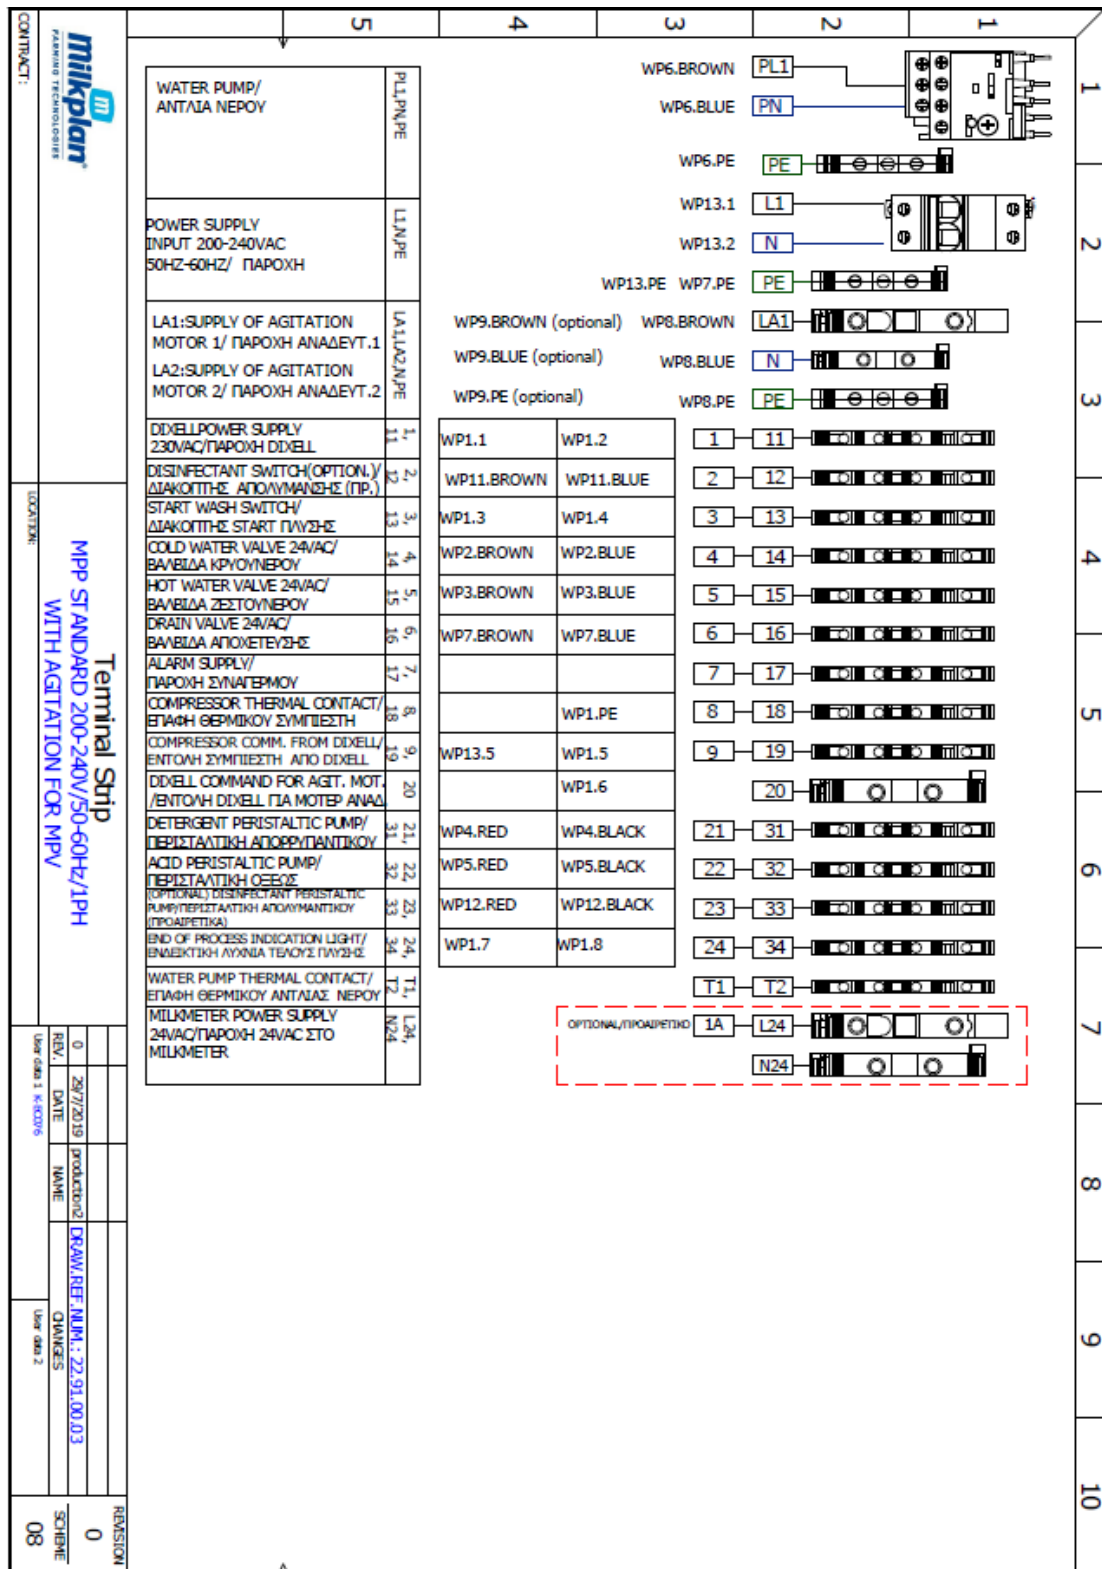 5 4 3 2 1
1
2
3
4
5
6
7
8
9
10
WATER PUMP/
ΑΝΤΛΙΑ ΝΕΡΟΥ
PL1,PN,PE
WP6.BROWN PL1
WP6.BLUE PN
WP6.PE PE
POWER SUPPLY
INPUT 200-240VAC
50HZ-60HZ/ ΠΑΡΟΧΗ
L1,N,PE
WP13.1 L1
WP13.2 N
WP13.PE WP7.PE PE
LA1:SUPPLY OF AGITATION
MOTOR 1/ ΠΑΡΟΧΗ ΑΝΑΔΕΥΤ.1
LA2:SUPPLY OF AGITATION
MOTOR 2/ ΠΑΡΟΧΗ ΑΝΑΔΕΥΤ.2
LA1,LA2,N,PE
WP9.BROWN (optional) WP8.BROWN LA1
WP9.BLUE (optional) WP8.BLUE N
WP9.PE (optional) WP8.PE PE
DIXELLPOWER SUPPLY
230VAC/ΠΑΡΟΧΗ DIXELL
1,
11
WP1.1 WP1.2 1 11
DISINFECTANT SWITCH(OPTION.)/
ΔΙΑΚΟΠΤΗΣ ΑΠΟΛΥΜΑΝΣΗΣ (ΠΡ.)
2,
12
WP11.BROWN WP11.BLUE 2 12
START WASH SWITCH/
ΔΙΑΚΟΠΤΗΣ START ΠΛΥΣΗΣ
3,
13
WP1.3 WP1.4 3 13
COLD WATER VALVE 24VAC/
ΒΑΛΒΙΔΑ ΚΡΥΟΥΝΕΡΟΥ
4,
14
WP2.BROWN WP2.BLUE 4 14
HOT WATER VALVE 24VAC/
ΒΑΛΒΙΔΑ ΖΕΣΤΟΥΝΕΡΟΥ
5,
15
WP3.BROWN WP3.BLUE 5 15
DRAIN VALVE 24VAC/
ΒΑΛΒΙΔΑ ΑΠΟΧΕΤΕΥΣΗΣ
6,
16
WP7.BROWN WP7.BLUE 6 16
ALARM SUPPLY/
ΠΑΡΟΧΗ ΣΥΝΑΓΕΡΜΟΥ
7,
17
7 17
COMPRESSOR THERMAL CONTACT/
ΕΠΑΦΗ ΘΕΡΜΙΚΟΥ ΣΥΜΠΙΕΣΤΗ
8,
18
WP1.PE 8 18
COMPRESSOR COMM. FROM DIXELL/
ΕΝΤΟΛΗ ΣΥΜΠΙΕΣΤΗ ΑΠΟ DIXELL
9,
19
WP13.5 WP1.5 9 19
DIXELL COMMAND FOR AGIT. MOT.
/ΕΝΤΟΛΗ DIXELL ΓΙΑ ΜΟΤΕΡ ΑΝΑΔ.
20
WP1.6 20
DETERGENT PERISTALTIC PUMP/
ΠΕΡΙΣΤΑΛΤΙΚΗ ΑΠΟΡΡΥΠΑΝΤΙΚΟΥ
21,
31
WP4.RED WP4.BLACK 21 31
ACID PERISTALTIC PUMP/
ΠΕΡΙΣΤΑΛΤΙΚΗ ΟΞΕΩΣ
22,
32
WP5.RED WP5.BLACK 22 32
(OPTIONAL) DISINFECTANT PERISTALTIC
PUMP/ΠΕΡΙΣΤΑΛΤΙΚΗ ΑΠΟΛΥΜΑΝΤΙΚΟΥ
(ΠΡΟΑΙΡΕΤΙΚΑ)
23,
33
WP12.RED WP12.BLACK 23 33
END OF PROCESS INDICATION LIGHT/
ΕΝΔΕΙΚΤΙΚΗ ΛΥΧΝΙΑ ΤΕΛΟΥΣ ΠΛΥΣΗΣ
24,
34
WP1.7 WP1.8 24 34
WATER PUMP THERMAL CONTACT/
ΕΠΑΦΗ ΘΕΡΜΙΚΟΥ ΑΝΤΛΙΑΣ ΝΕΡΟΥ
T1,
T2
T1 T2
MILKMETER POWER SUPPLY
24VAC/ΠΑΡΟΧΗ 24VAC ΣΤΟ
MILKMETER
L24,
N24
OPTIONAL/ΠΡΟΑΙΡΕΤΙΚΟ 1A L24
N24
CONTRACT:
milkplan
FARMING TECHNOLOGIES
LOCATION:
Terminal Strip
MPP STANDARD 200-240V/50-60Hz/1PH
WITH AGITATION FOR MPV
0 29/7/2019 production2 DRAW.REF.NUM.: 22.91.00.03
REV. DATE NAME CHANGES
User data 1 K-80076
User data 2
REVISION
0
SCHEME
08